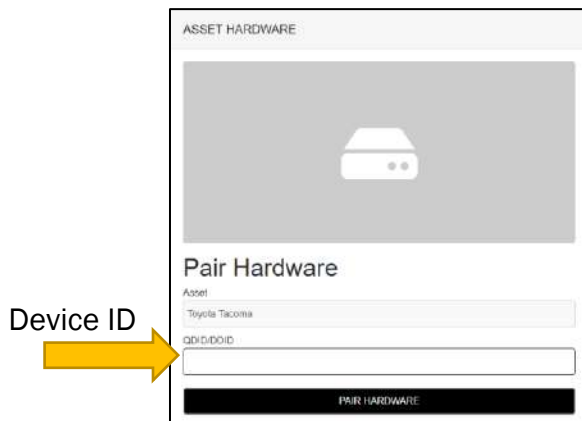 ASSET HARDWARE
Pair Hardware
Asset
Toyota Tacoma
Device ID
QDID/DOID
PAIR HARDWARE